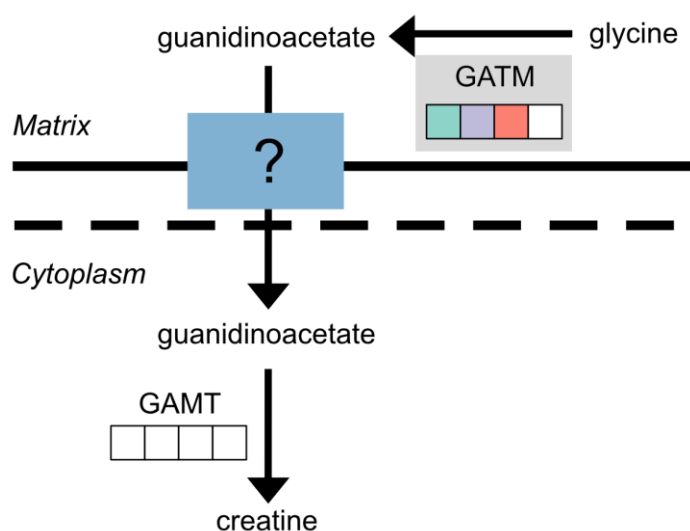 guanidinoacetate
glycine
GATM
Matrix
?
Cytoplasm
guanidinoacetate
GAMT
creatine